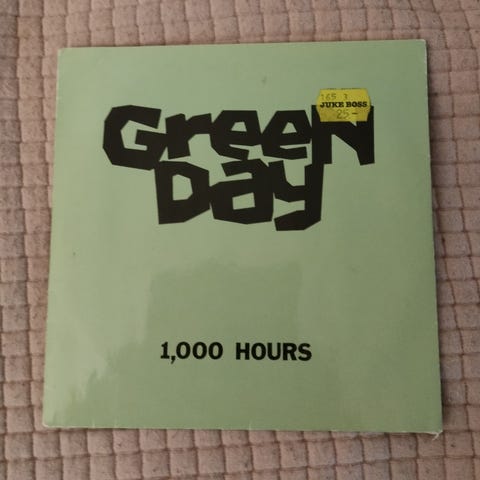 GreeN
Day
JUKE BOSS
25-
1,000 HOURS